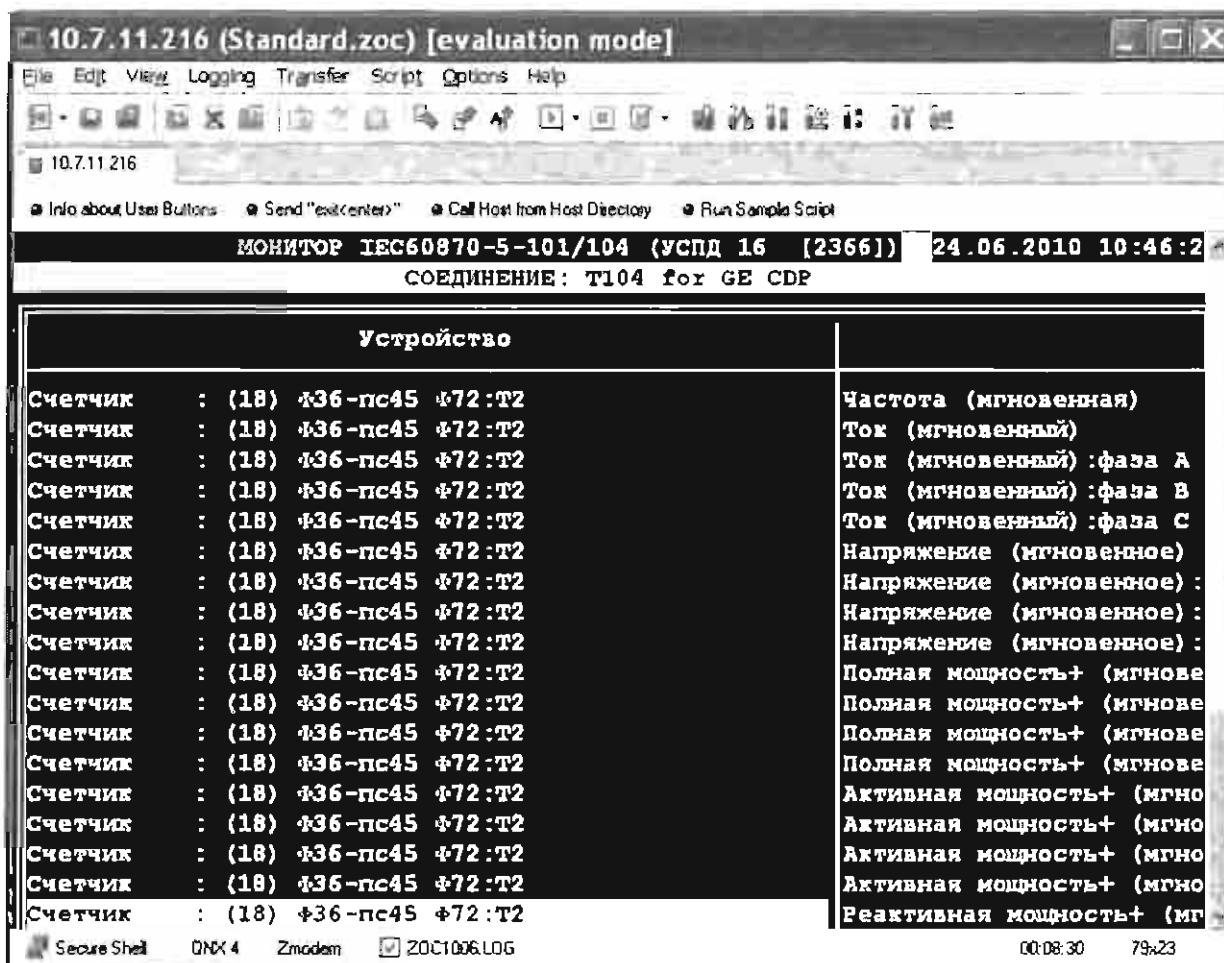 10.7.11.216 (Standard.zoc) [evaluation mode]
File Edit View Logging Transfer Script Options Help
10.7.11.216
Info about User Buttons Send "exit<enter>" Call Host from Host Directory Run Sample Script
МОНИТОР IEC60870-5-101/104 (УСПД 16 [2366]) 24.06.2010 10:46:2
СОЕДИНЕНИЕ: T104 for GE CDP
Устройство
Счетчик : (18) Ф36-пс45 Ф72:Т2 Частота (мгновенная)
Счетчик : (18) Ф36-пс45 Ф72:Т2 Ток (мгновенный)
Счетчик : (18) Ф36-пс45 Ф72:Т2 Ток (мгновенный):фаза A
Счетчик : (18) Ф36-пс45 Ф72:Т2 Ток (мгновенный):фаза B
Счетчик : (18) Ф36-пс45 Ф72:Т2 Ток (мгновенный):фаза C
Счетчик : (18) Ф36-пс45 Ф72:Т2 Напряжение (мгновенное)
Счетчик : (18) Ф36-пс45 Ф72:Т2 Напряжение (мгновенное):
Счетчик : (18) Ф36-пс45 Ф72:Т2 Напряжение (мгновенное):
Счетчик : (18) Ф36-пс45 Ф72:Т2 Напряжение (мгновенное):
Счетчик : (18) Ф36-пс45 Ф72:Т2 Полная мощность+ (мгнове
Счетчик : (18) Ф36-пс45 Ф72:Т2 Полная мощность+ (мгнове
Счетчик : (18) Ф36-пс45 Ф72:Т2 Полная мощность+ (мгнове
Счетчик : (18) Ф36-пс45 Ф72:Т2 Полная мощность+ (мгнове
Счетчик : (18) Ф36-пс45 Ф72:Т2 Активная мощность+ (мгно
Счетчик : (18) Ф36-пс45 Ф72:Т2 Активная мощность+ (мгно
Счетчик : (18) Ф36-пс45 Ф72:Т2 Активная мощность+ (мгно
Счетчик : (18) Ф36-пс45 Ф72:Т2 Активная мощность+ (мгно
Счетчик : (18) Ф36-пс45 Ф72:Т2 Реактивная мощность+ (мг
Secure Shell QNX 4 Zmodem ZOC1006.LOG 00:08:30 79x23